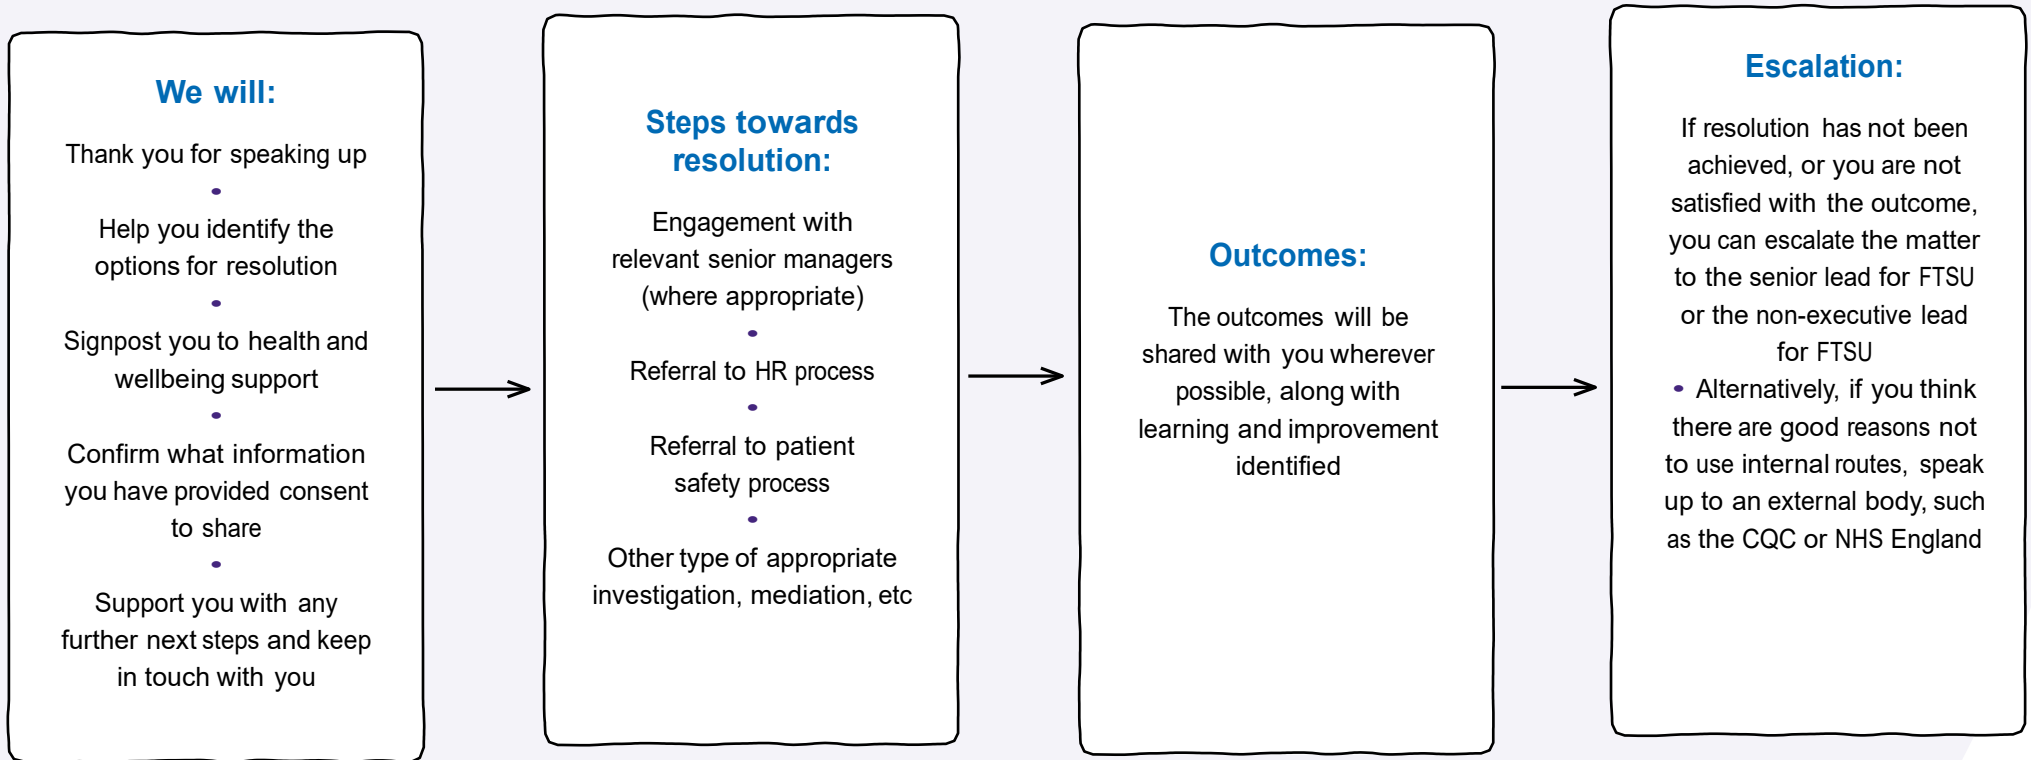 We will:
Thank you for speaking up
•
Help you identify the
options for resolution
•
Signpost you to health and
wellbeing support
•
Confirm what information
you have provided consent
to share
•
Support you with any
further next steps and keep
in touch with you
Steps towards
resolution:
Engagement with
relevant senior managers
(where appropriate)
•
Referral to HR process
•
Referral to patient
safety process
•
Other type of appropriate
investigation, mediation, etc
Outcomes:
The outcomes will be
shared with you wherever
possible, along with
learning and improvement
identified
Escalation:
If resolution has not been
achieved, or you are not
satisfied with the outcome,
you can escalate the matter
to the senior lead for FTSU
or the non-executive lead
for FTSU
• Alternatively, if you think
there are good reasons not
to use internal routes, speak
up to an external body, such
as the CQC or NHS England